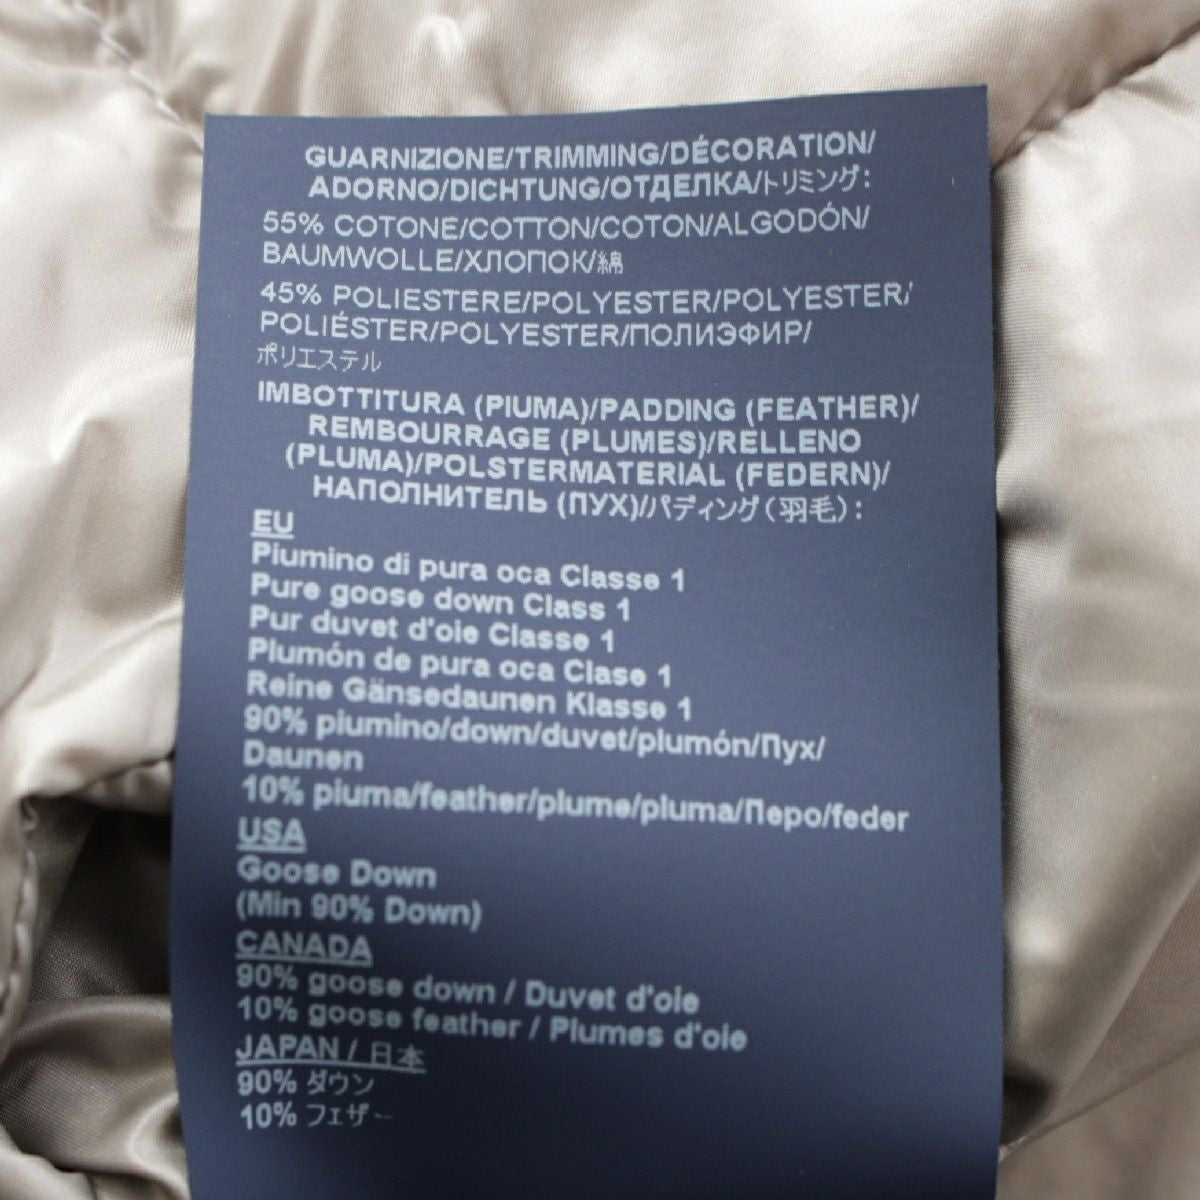 GUARNIZIONE/TRIMMING/DÉCORATION/
ADORNO/DICHTUNG/ОТДЕЛКА/トリミング:
55% COTONE/COTTON/COTON/ALGODÓN/
BAUMWOLLE/ХЛОПОК/綿
45% POLIESTERE/POLYESTER/POLYESTER/
POLIÉSTER/POLYESTER/ПОЛИЭФИР/
ポリエステル
IMBOTTITURA (PIUMA)/PADDING (FEATHER)/
REMBOURRAGE (PLUMES)/RELLENO
(PLUMA)/POLSTERMATERIAL (FEDERN)/
НАПОЛНИТЕЛЬ (ПУХ)/パディング(羽毛):
EU
Piumino di pura oca Classe 1
Pure goose down Class 1
Pur duvet d'oie Classe 1
Plumón de pura oca Clase 1
Reine Gänsedaunen Klasse 1
90% piumino/down/duvet/plumón/Пух/
Daunen
10% piuma/feather/plume/pluma/Перо/feder
USA
Goose Down
(Min 90% Down)
CANADA
90% goose down / Duvet d'oie
10% goose feather / Plumes d'oie
JAPAN / 日本
90% ダウン
10% フェザー